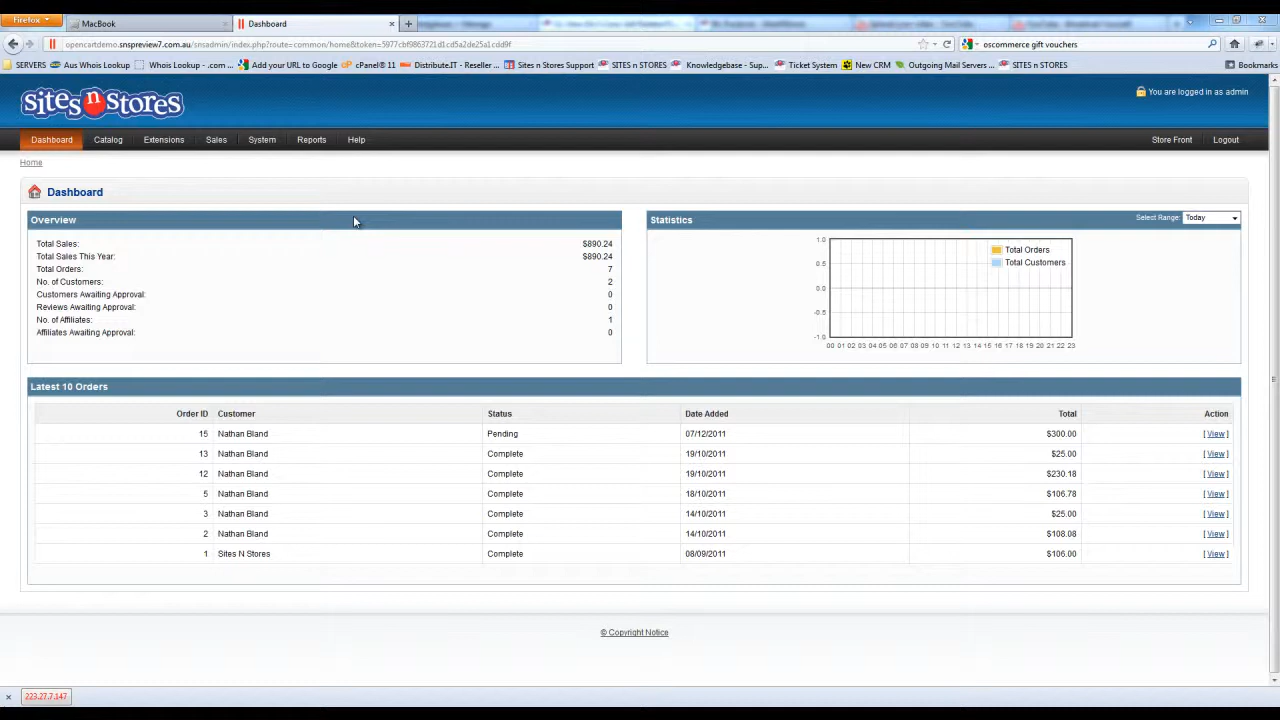 Firefox
MacBook
Dashboard
opencartdemo.snspreview7.com.au/snsadmin/index.php?route=common/home&token=5977cbf9863721d1cd5a2de25a1cdd9f
oscommerce gift vouchers
SERVERS Aus Whois Lookup Whois Lookup - .com ... Add your URL to Google cPanel® 11 Distribute.IT - Reseller ... Sites n Stores Support SITES n STORES Knowledgebase - Sup... Ticket System New CRM Outgoing Mail Servers ... SITES n STORES Bookmarks
sites n stores
You are logged in as admin
Dashboard Catalog Extensions Sales System Reports Help Store Front Logout
Home
Dashboard
Overview
Total Sales: $890.24
Total Sales This Year: $890.24
Total Orders: 7
No. of Customers: 2
Customers Awaiting Approval: 0
Reviews Awaiting Approval: 0
No. of Affiliates: 1
Affiliates Awaiting Approval: 0
Statistics Select Range: Today
1.0
0.5
0.0
-0.5
-1.0
Total Orders
Total Customers
00 01 02 03 04 05 06 07 08 09 10 11 12 13 14 15 16 17 18 19 20 21 22 23
Latest 10 Orders
Order ID Customer Status Date Added Total Action
15 Nathan Bland Pending 07/12/2011 $300.00 [ View ]
13 Nathan Bland Complete 19/10/2011 $25.00 [ View ]
12 Nathan Bland Complete 19/10/2011 $230.18 [ View ]
5 Nathan Bland Complete 18/10/2011 $106.78 [ View ]
3 Nathan Bland Complete 14/10/2011 $25.00 [ View ]
2 Nathan Bland Complete 14/10/2011 $108.08 [ View ]
1 Sites N Stores Complete 08/09/2011 $106.00 [ View ]
© Copyright Notice
223.27.7.147